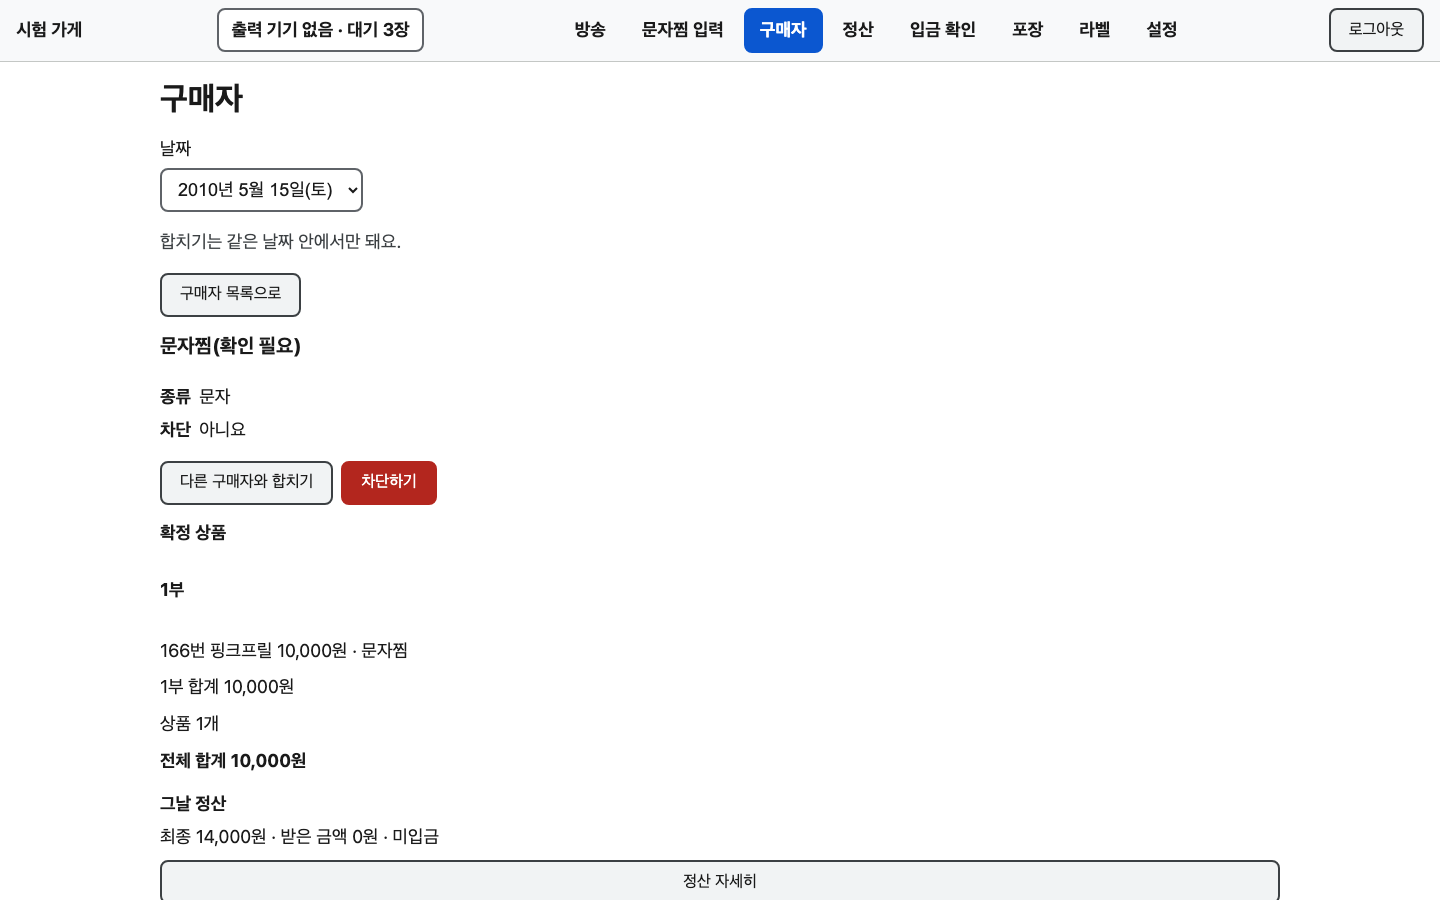 시험 가게
출력 기기 없음 · 대기 3장
방송
문자찜 입력
구매자
정산
입금 확인
포장
라벨
설정
로그아웃
구매자
날짜
2010년 5월 15일(토)
합치기는 같은 날짜 안에서만 돼요.
구매자 목록으로
문자찜(확인 필요)
종류 문자
차단 아니요
다른 구매자와 합치기
차단하기
확정 상품
1부
166번 핑크프릴 10,000원 · 문자찜
1부 합계 10,000원
상품 1개
전체 합계 10,000원
그날 정산
최종 14,000원 · 받은 금액 0원 · 미입금
정산 자세히